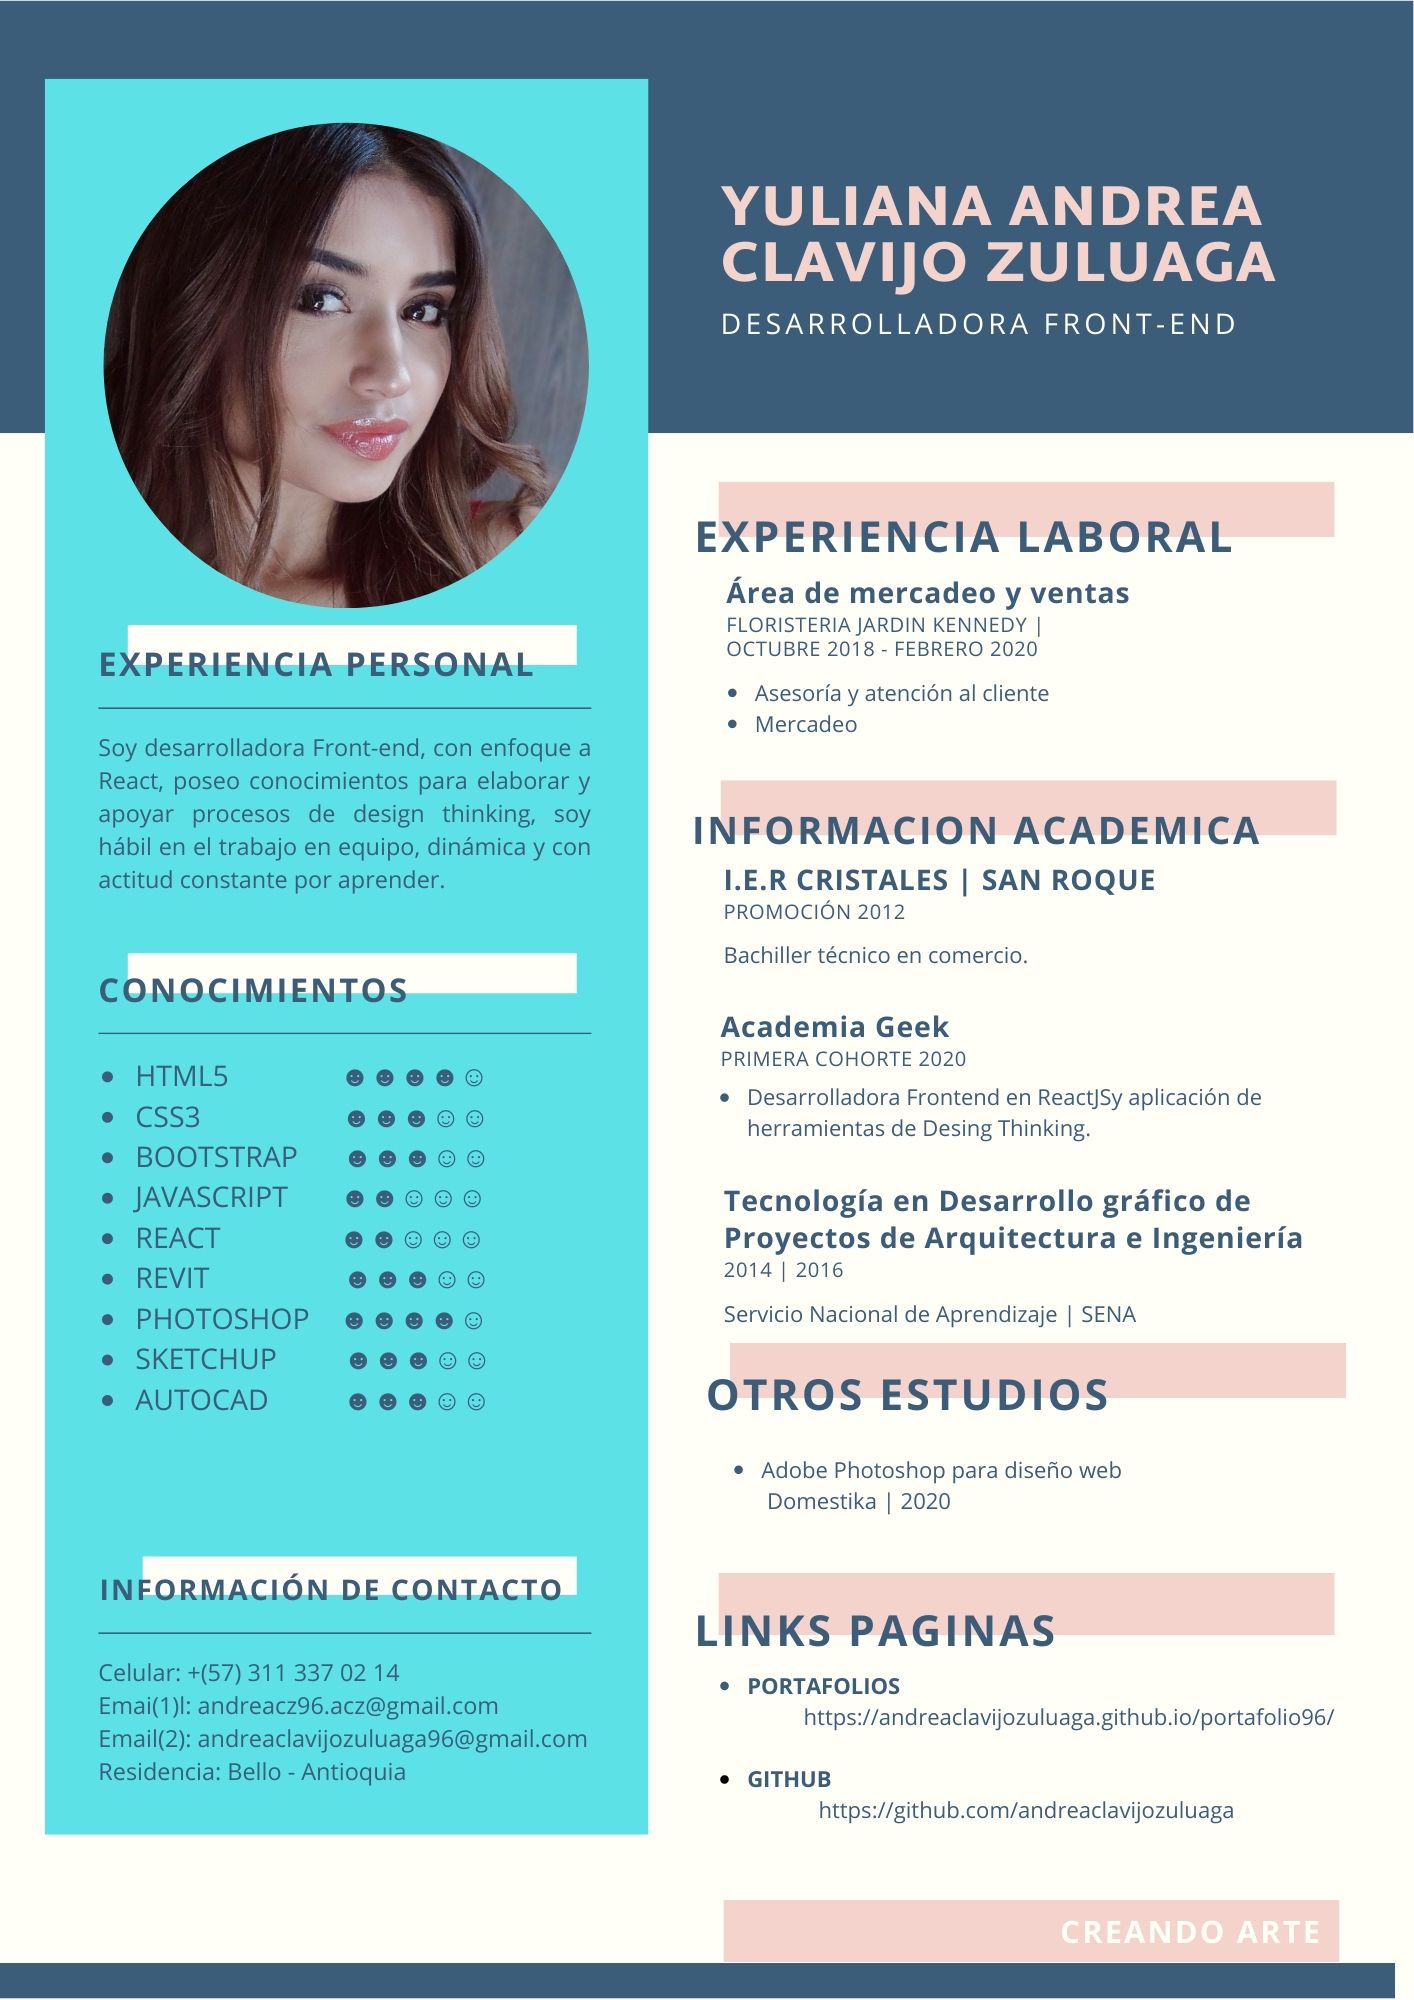 YULIANA ANDREA
CLAVIJO ZULUAGA
DESARROLLADORA FRONT-END
EXPERIENCIA PERSONAL
Soy desarrolladora Front-end, con enfoque a
React, poseo conocimientos para elaborar y
apoyar procesos de design thinking, soy
hábil en el trabajo en equipo, dinámica y con
actitud constante por aprender.
CONOCIMIENTOS
• HTML5 ☻☻☻☻☺
• CSS3 ☻☻☻☺☺
• BOOTSTRAP ☻☻☻☺☺
• JAVASCRIPT ☻☻☺☺☺
• REACT ☻☻☺☺☺
• REVIT ☻☻☻☺☺
• PHOTOSHOP ☻☻☻☻☺
• SKETCHUP ☻☻☻☺☺
• AUTOCAD ☻☻☻☺☺
INFORMACIÓN DE CONTACTO
Celular: +(57) 311 337 02 14
Emai(1)l: andreacz96.acz@gmail.com
Email(2): andreaclavijozuluaga96@gmail.com
Residencia: Bello - Antioquia
EXPERIENCIA LABORAL
Área de mercadeo y ventas
FLORISTERIA JARDIN KENNEDY |
OCTUBRE 2018 - FEBRERO 2020
• Asesoría y atención al cliente
• Mercadeo
INFORMACION ACADEMICA
I.E.R CRISTALES | SAN ROQUE
PROMOCIÓN 2012
Bachiller técnico en comercio.
Academia Geek
PRIMERA COHORTE 2020
• Desarrolladora Frontend en ReactJSy aplicación de
herramientas de Desing Thinking.
Tecnología en Desarrollo gráfico de
Proyectos de Arquitectura e Ingeniería
2014 | 2016
Servicio Nacional de Aprendizaje | SENA
OTROS ESTUDIOS
• Adobe Photoshop para diseño web
Domestika | 2020
LINKS PAGINAS
• PORTAFOLIOS
https://andreaclavijozuluaga.github.io/portafolio96/
• GITHUB
https://github.com/andreaclavijozuluaga
CREANDO ARTE